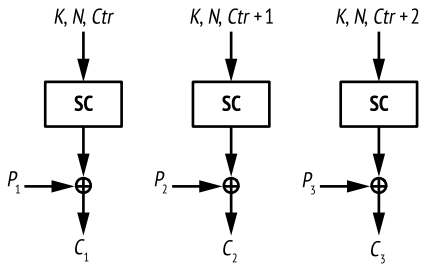 K, N, Ctr K, N, Ctr + 1 K, N, Ctr + 2
SC SC SC
P1 P2 P3
C1 C2 C3